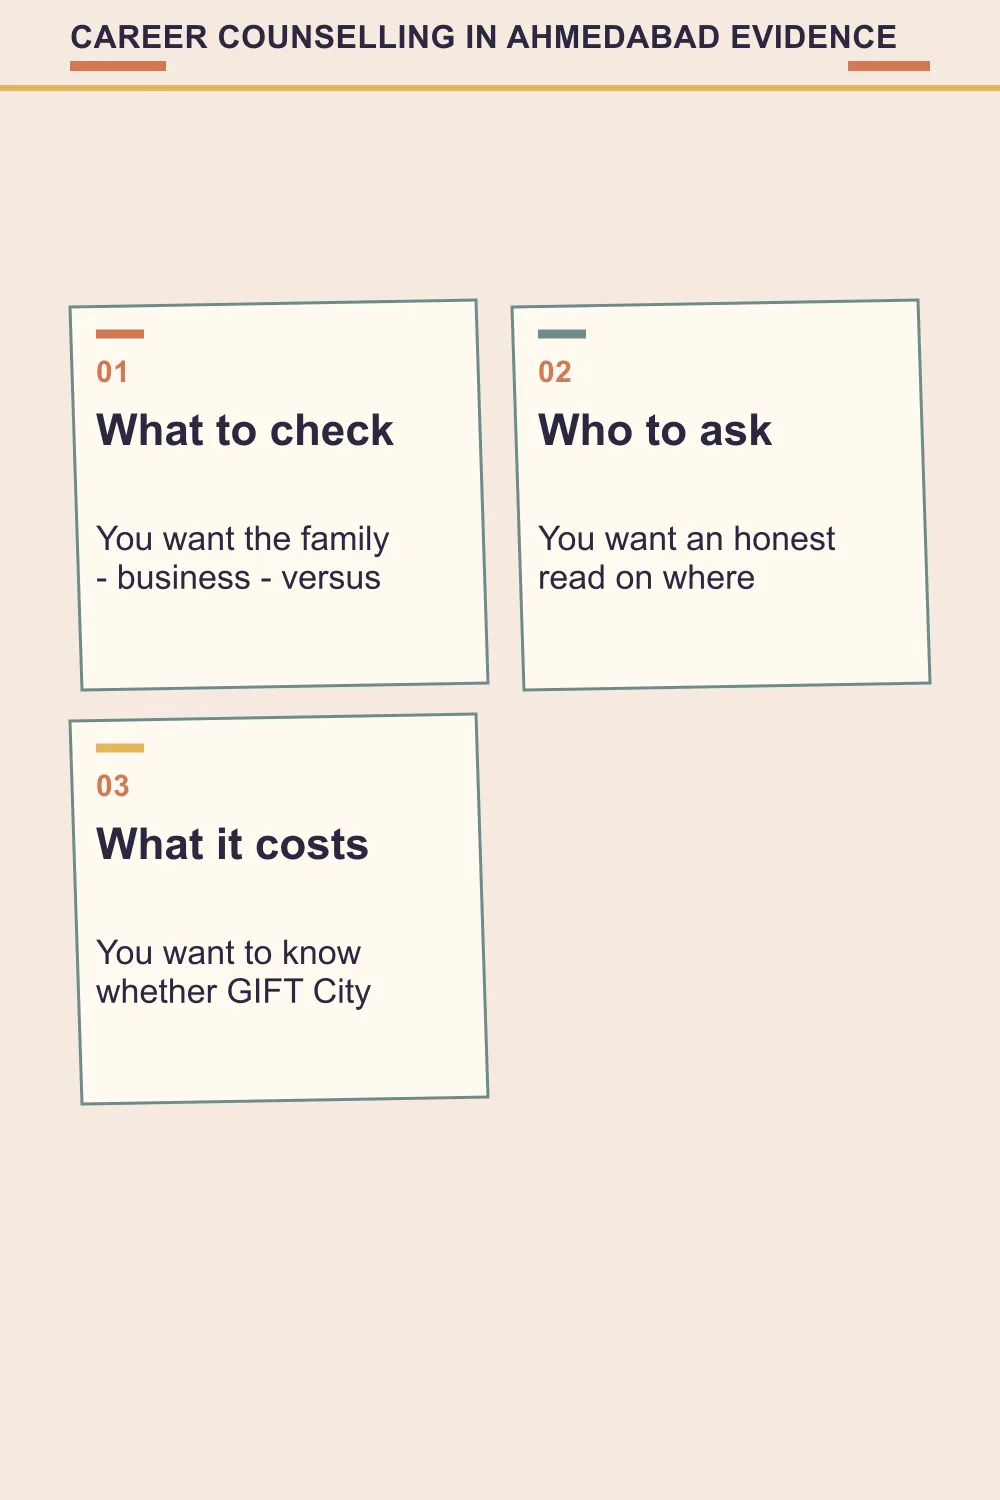 CAREER COUNSELLING IN AHMEDABAD EVIDENCE
01
What to check
You want the family
- business - versus
02
Who to ask
You want an honest
read on where
03
What it costs
You want to know
whether GIFT City